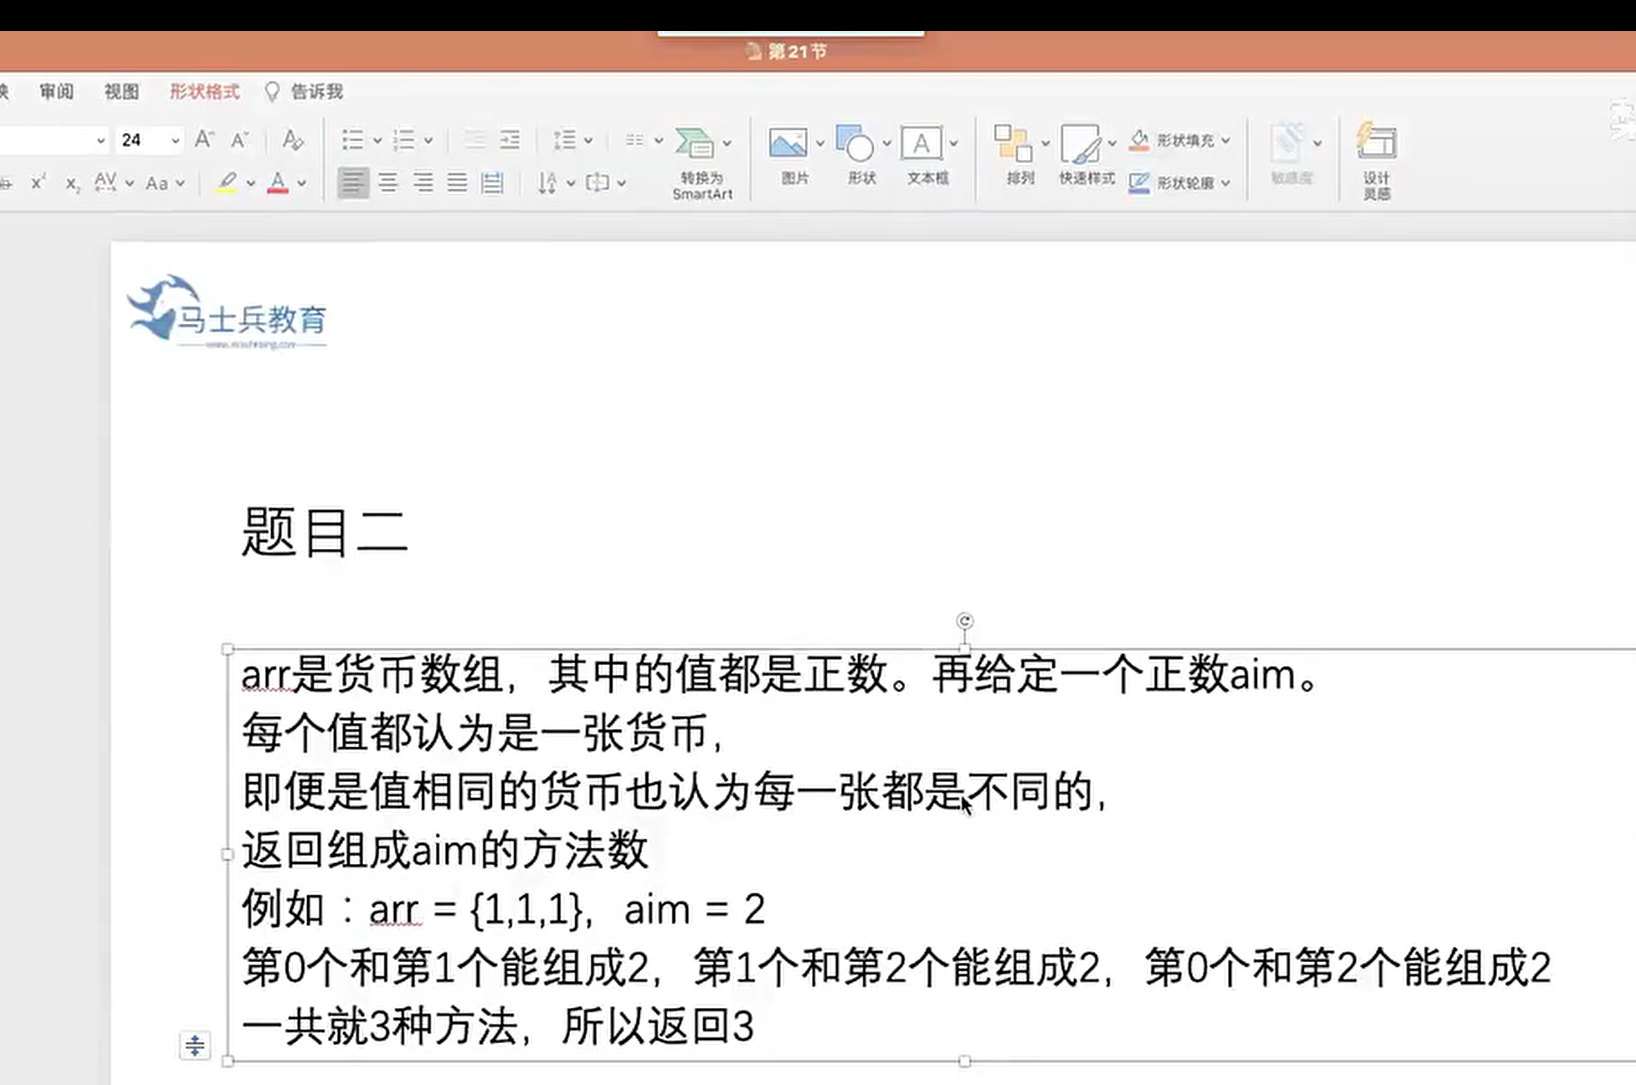 第21节
审阅 视图 形状格式 告诉我
24
转换为
SmartArt
图片 形状 文本框 排列 快速样式 形状填充 形状轮廓 敏感度 设计
灵感
马士兵教育
题目二
arr是货币数组，其中的值都是正数。再给定一个正数aim。
每个值都认为是一张货币，
即便是值相同的货币也认为每一张都是不同的，
返回组成aim的方法数
例如：arr = {1,1,1}，aim = 2
第0个和第1个能组成2，第1个和第2个能组成2，第0个和第2个能组成2
一共就3种方法，所以返回3